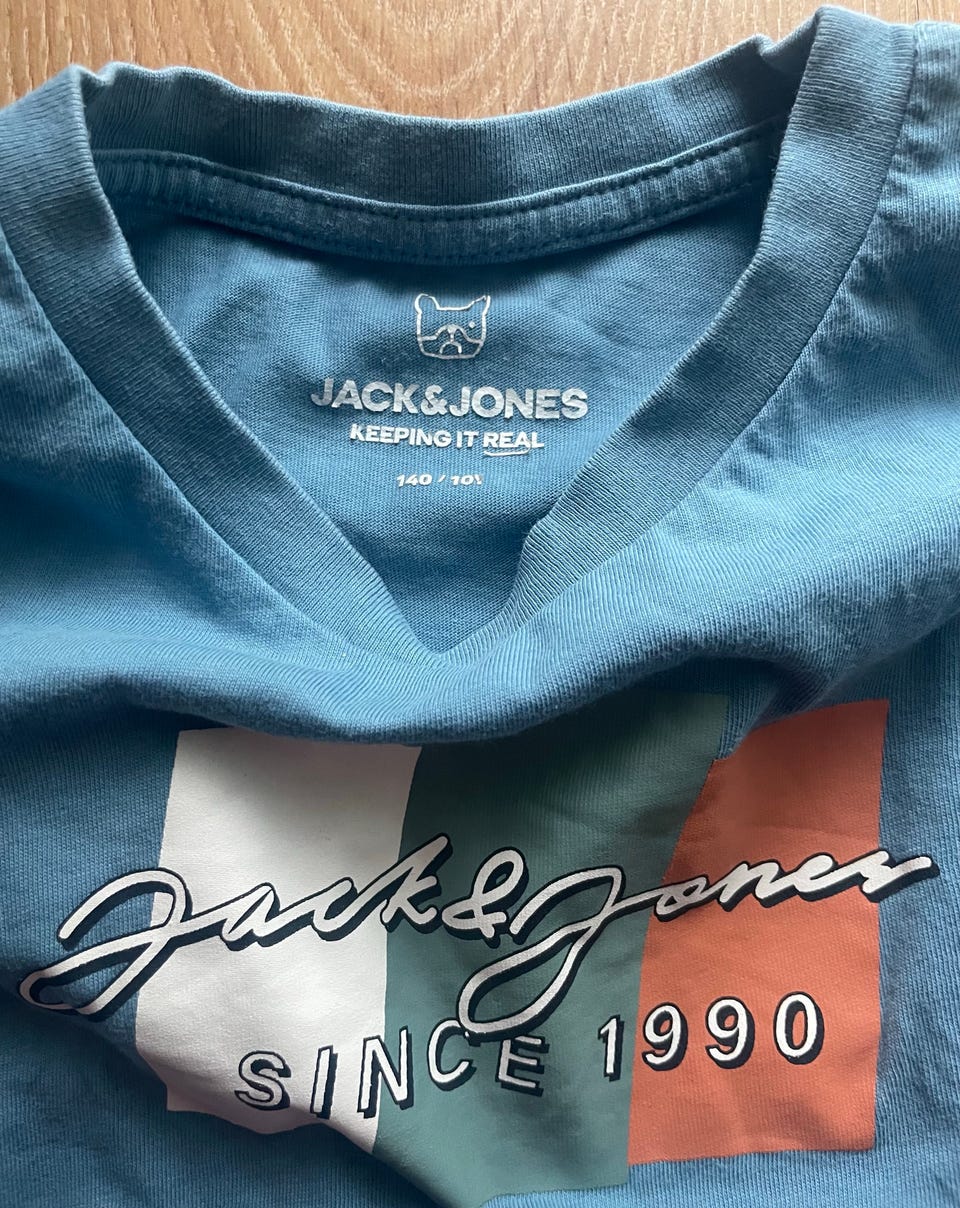 JACK&JONES
KEEPING IT REAL
140 / 10Y
Jack & Jones
SINCE 1990